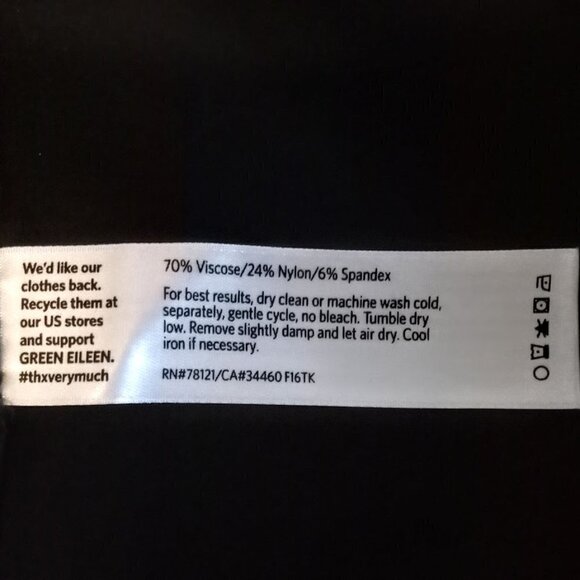 We'd like our
clothes back.
Recycle them at
our US stores
and support
GREEN EILEEN.
#thxverymuch
70% Viscose/24% Nylon/6% Spandex
For best results, dry clean or machine wash cold,
separately, gentle cycle, no bleach. Tumble dry
low. Remove slightly damp and let air dry. Cool
iron if necessary.
RN#78121/CA#34460 F16TK